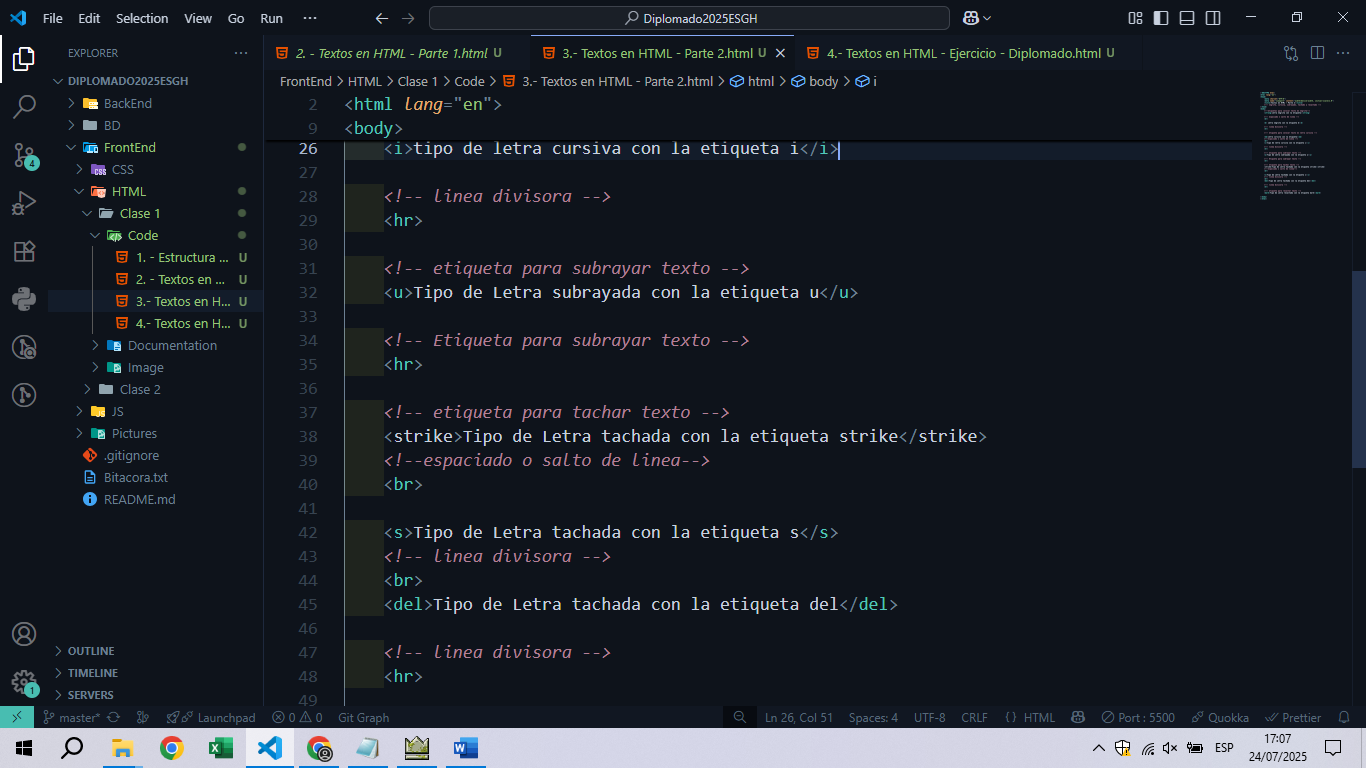 File Edit Selection View Go Run ··· Diplomado2025ESGH
EXPLORER ···
DIPLOMADO2025ESGH
BackEnd
BD
FrontEnd
CSS
HTML
Clase 1
Code
1. - Estructura ... U
2. - Textos en ... U
3.- Textos en H... U
4.- Textos en H... U
Documentation
Image
Clase 2
JS
Pictures
.gitignore
Bitacora.txt
README.md
OUTLINE
TIMELINE
SERVERS
4
1
2. - Textos en HTML - Parte 1.html U 3.- Textos en HTML - Parte 2.html U 4.- Textos en HTML - Ejercicio - Diplomado.html U
FrontEnd > HTML > Clase 1 > Code > 3.- Textos en HTML - Parte 2.html > html > body > i
2 <html lang="en">
9 <body>
26 <i>tipo de letra cursiva con la etiqueta i</i>
27
28 <!-- linea divisora -->
29 <hr>
30
31 <!-- etiqueta para subrayar texto -->
32 <u>Tipo de Letra subrayada con la etiqueta u</u>
33
34 <!-- Etiqueta para subrayar texto -->
35 <hr>
36
37 <!-- etiqueta para tachar texto -->
38 <strike>Tipo de Letra tachada con la etiqueta strike</strike>
39 <!--espaciado o salto de linea-->
40 <br>
41
42 <s>Tipo de Letra tachada con la etiqueta s</s>
43 <!-- linea divisora -->
44 <br>
45 <del>Tipo de Letra tachada con la etiqueta del</del>
46
47 <!-- linea divisora -->
48 <hr>
49
master* Launchpad 0 0 Git Graph Ln 26, Col 51 Spaces: 4 UTF-8 CRLF {} HTML Port : 5500 Quokka Prettier
ESP
17:07
24/07/2025